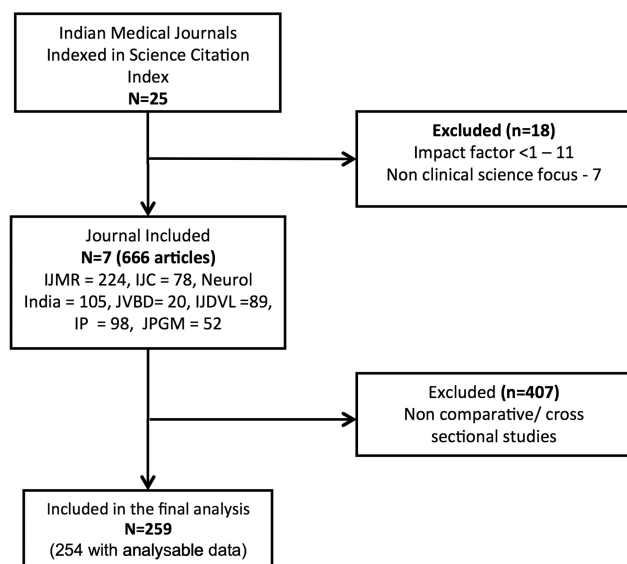 Indian Medical Journals
Indexed in Science Citation
Index
N=25
Excluded (n=18)
Impact factor <1 – 11
Non clinical science focus - 7
Journal Included
N=7 (666 articles)
IJMR = 224, IJC = 78, Neurol
India = 105, JVBD= 20, IJDVL =89,
IP = 98, JPGM = 52
Excluded (n=407)
Non comparative/ cross
sectional studies
Included in the final analysis
N=259
(254 with analysable data)